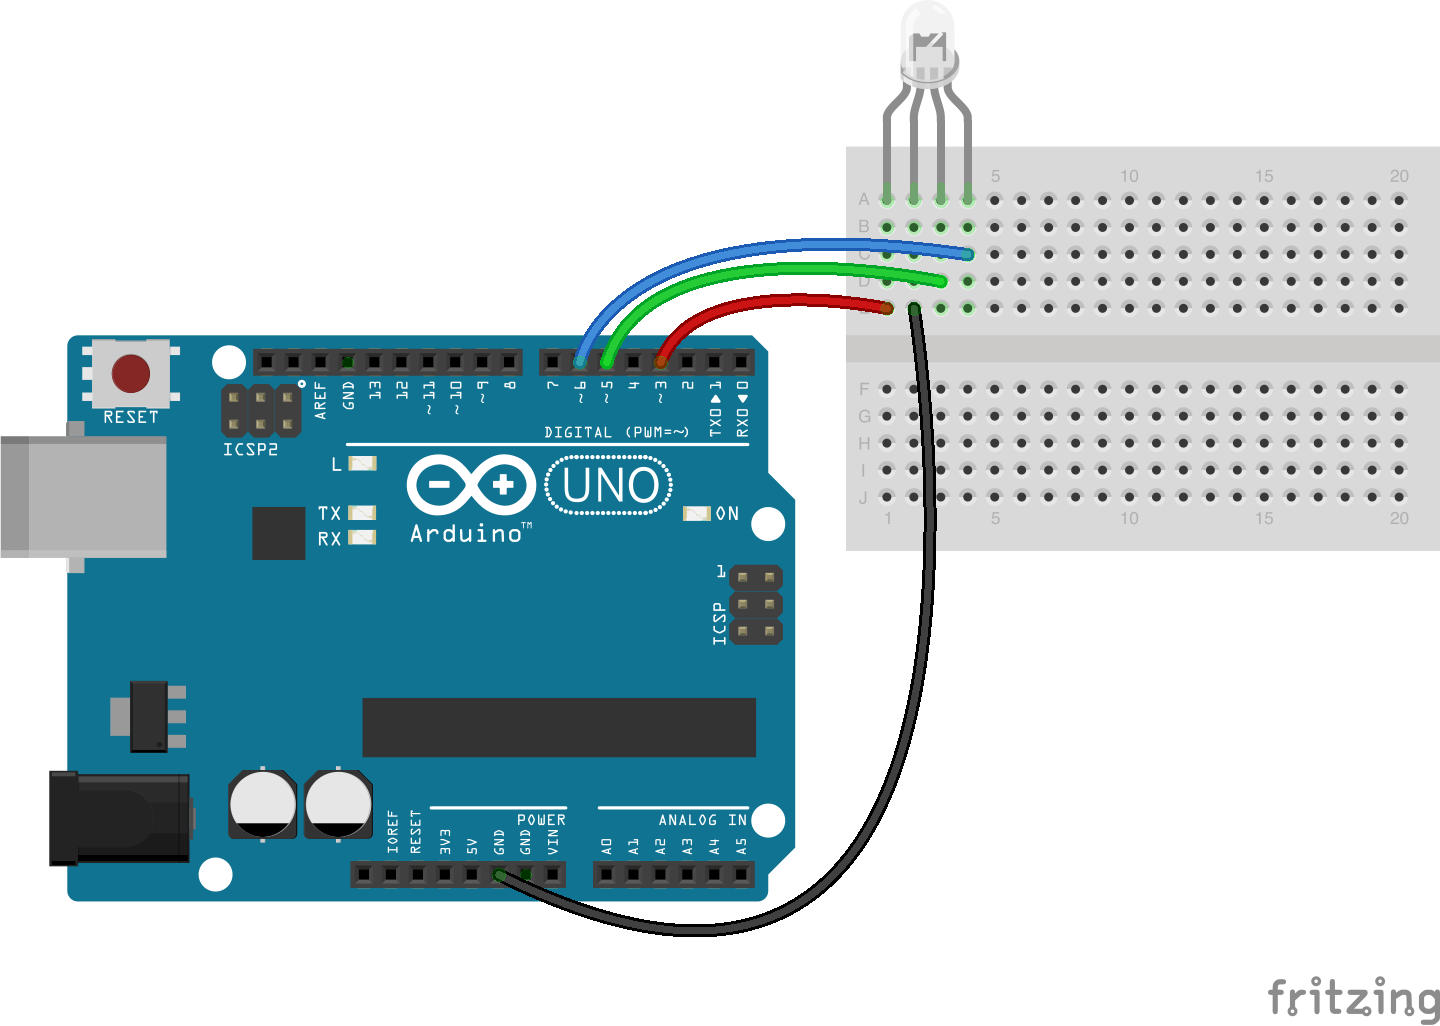 5 10 15 20
A
B
C
D
RESET
ICSP2
AREF
GND
13
12
~11
~10
~9
8
7
~6
~5
4
~3
2
TX0▶1
RX0◀0
DIGITAL (PWM=~)
L
TX
RX
UNO
Arduino™
ON
1
ICSP
F
G
H
I
J
1 5 10 15 20
POWER
ANALOG IN
IOREF
RESET
3V3
5V
GND
GND
VIN
A0
A1
A2
A3
A4
A5
fritzing